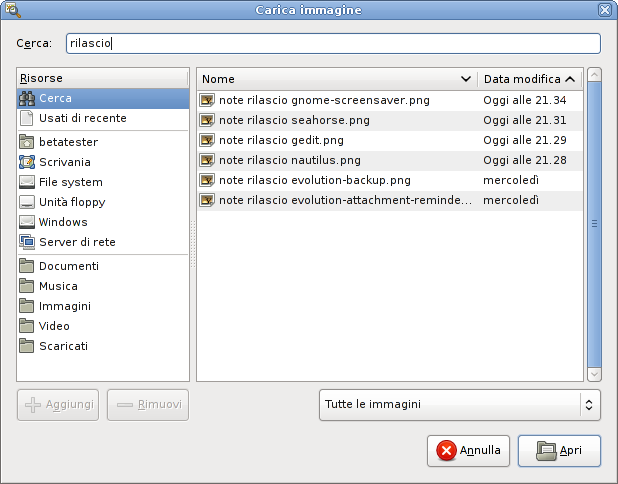 Carica immagine
Cerca: rilascio
Risorse
Cerca
Usati di recente
betatester
Scrivania
File system
Unità floppy
Windows
Server di rete
Documenti
Musica
Immagini
Video
Scaricati
Nome Data modifica
note rilascio gnome-screensaver.png Oggi alle 21.34
note rilascio seahorse.png Oggi alle 21.31
note rilascio gedit.png Oggi alle 21.29
note rilascio nautilus.png Oggi alle 21.28
note rilascio evolution-backup.png mercoledì
note rilascio evolution-attachment-reminde... mercoledì
Aggiungi Rimuovi Tutte le immagini
Annulla Apri